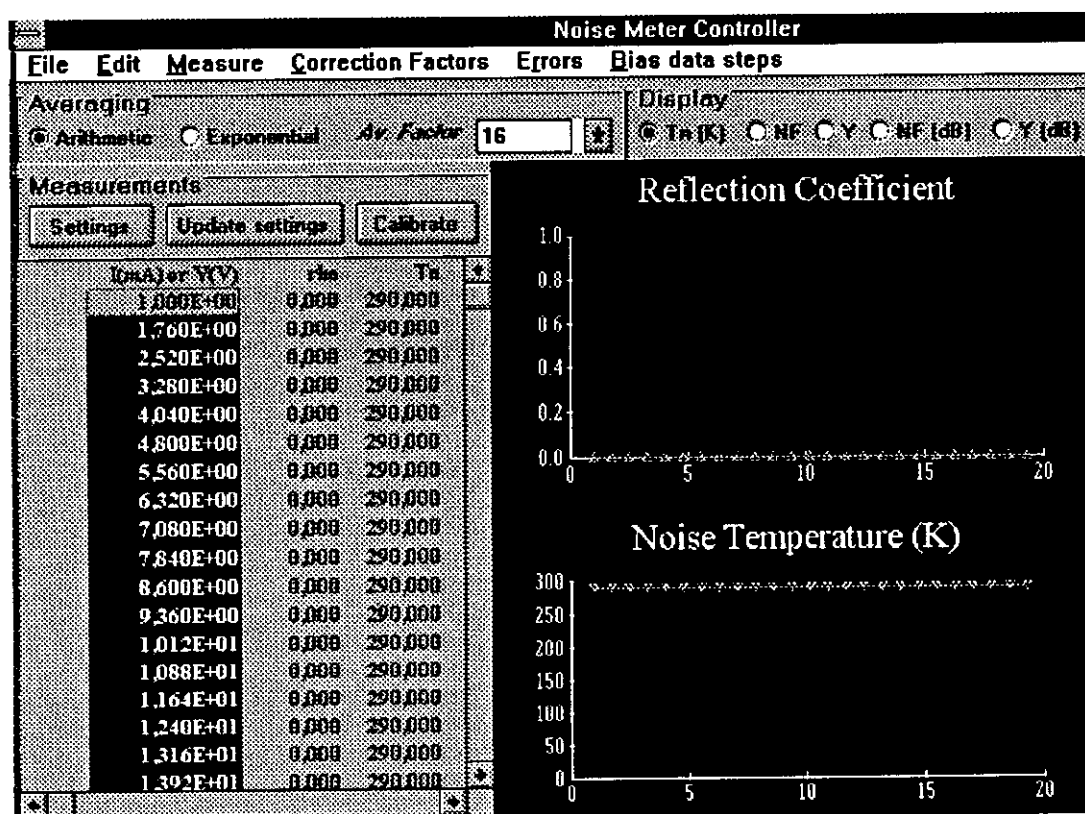 Noise Meter Controller
File Edit Measure Correction Factors Errors Bias data steps
Averaging
Arithmetic Exponential Av. Factor 16
Display
Tn (K) NF Y NF (dB) Y (dB)
Measurements
Settings Update settings Calibrate
I(mA) or V(V) rho Tn
1,000E+00 0,000 290,000
1,760E+00 0,000 290,000
2,520E+00 0,000 290,000
3,280E+00 0,000 290,000
4,040E+00 0,000 290,000
4,800E+00 0,000 290,000
5,560E+00 0,000 290,000
6,320E+00 0,000 290,000
7,080E+00 0,000 290,000
7,840E+00 0,000 290,000
8,600E+00 0,000 290,000
9,360E+00 0,000 290,000
1,012E+01 0,000 290,000
1,088E+01 0,000 290,000
1,164E+01 0,000 290,000
1,240E+01 0,000 290,000
1,316E+01 0,000 290,000
1,392E+01 0,000 290,000
Reflection Coefficient
1.0
0.8
0.6
0.4
0.2
0.0
0 5 10 15 20
Noise Temperature (K)
300
250
200
150
100
50
0
0 5 10 15 20